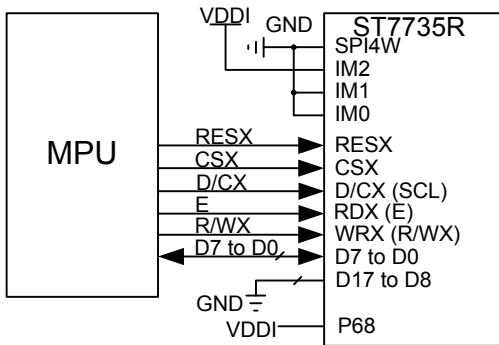 VDDI
GND
ST7735R
SPI4W
IM2
IM1
IM0
MPU
RESX
RESX
CSX
CSX
D/CX
D/CX (SCL)
E
RDX (E)
R/WX
WRX (R/WX)
D7 to D0
D7 to D0
GND
D17 to D8
VDDI
P68